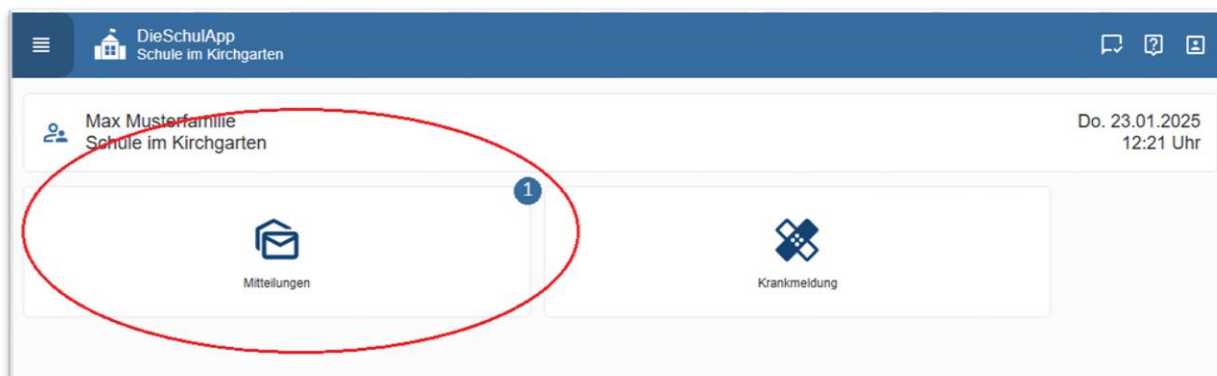 DieSchulApp
Schule im Kirchgarten
Max Musterfamilie
Schule im Kirchgarten
Do. 23.01.2025
12:21 Uhr
1
Mitteilungen
Krankmeldung